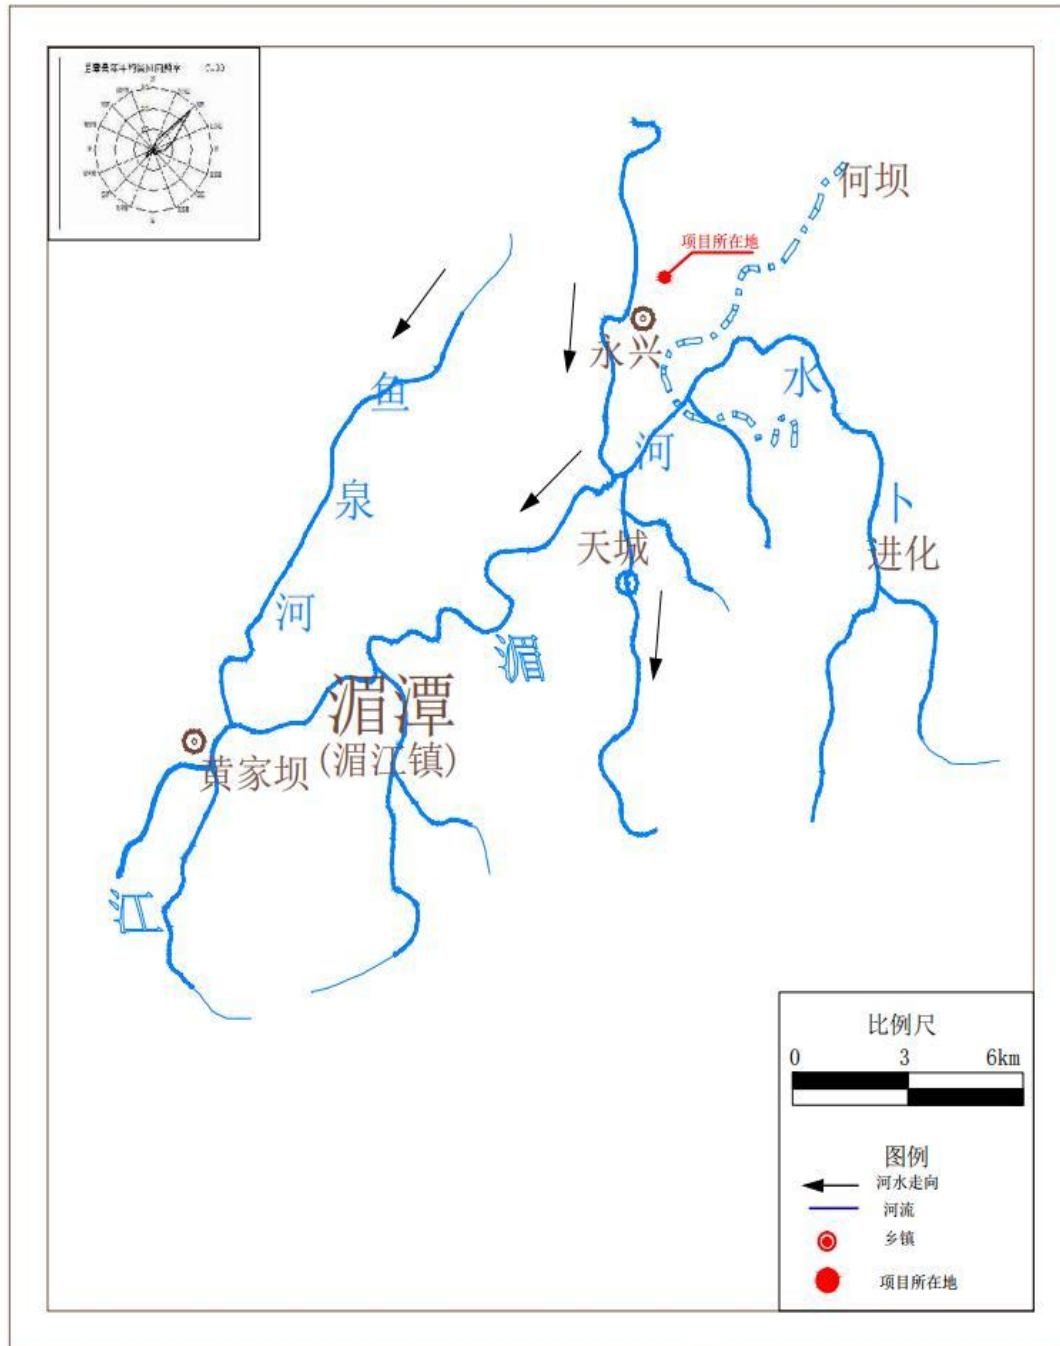 何坝
项目所在地
永兴
水
鱼
河
泉
卜
天城
进化
河
湄
湄潭
(湄江镇)
黄家坝
江
比例尺
0 3 6km
图例
河水走向
河流
乡镇
项目所在地